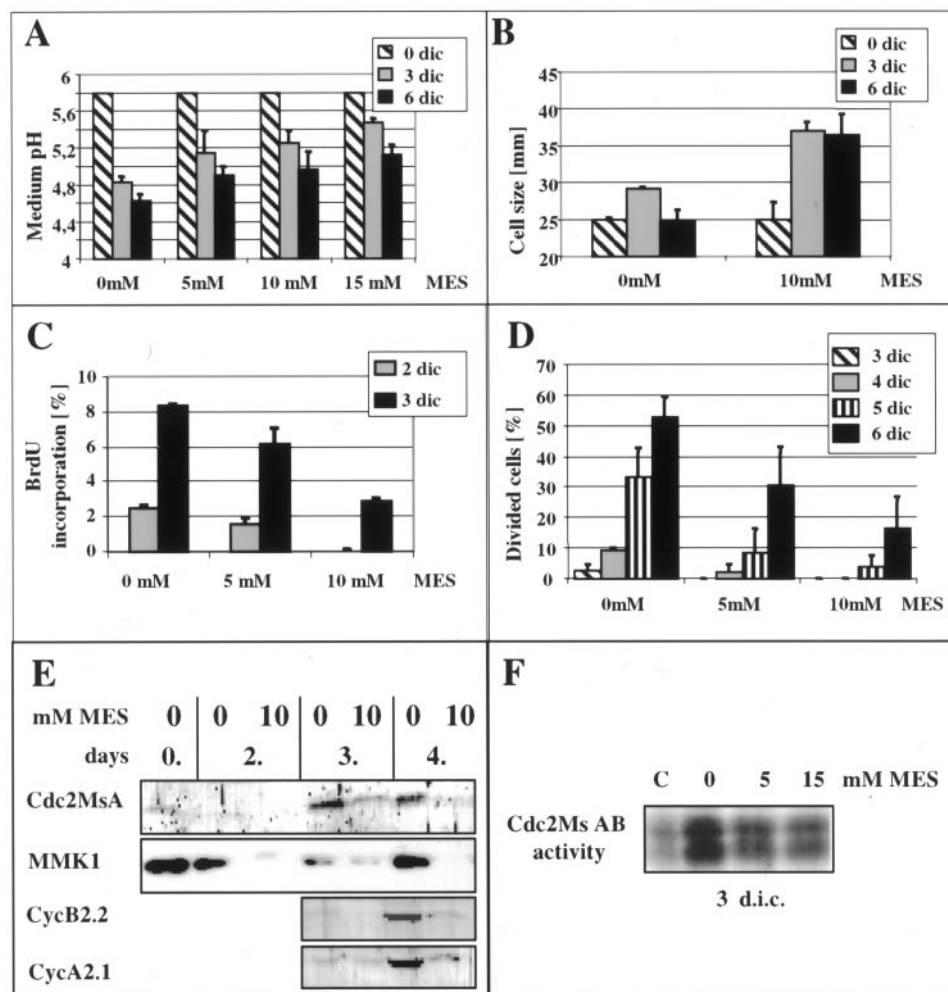 A
0 dic
3 dic
6 dic
Medium pH
6
5,6
5,2
4,8
4,4
4
0mM 5mM 10 mM 15 mM MES
B
0 dic
3 dic
6 dic
Cell size [mm]
45
40
35
30
25
20
0mM 10mM MES
C
2 dic
3 dic
BrdU
incorporation [%]
10
8
6
4
2
0
0 mM 5 mM 10 mM MES
D
3 dic
4 dic
5 dic
6 dic
Divided cells [%]
70
60
50
40
30
20
10
0
0mM 5mM 10mM MES
E
mM MES 0 0 10 0 10 0 10
days 0. 2. 3. 4.
Cdc2MsA
MMK1
CycB2.2
CycA2.1
F
C 0 5 15 mM MES
Cdc2Ms AB
activity
3 d.i.c.